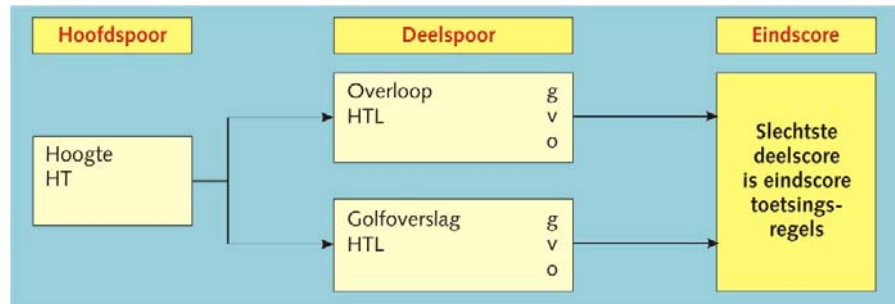 Hoofdspoor
Deelspoor
Eindscore
Hoogte
HT
Overloop g
HTL v
o
Golfoverslag g
HTL v
o
Slechtste
deelscore
is eindscore
toetsings-
regels